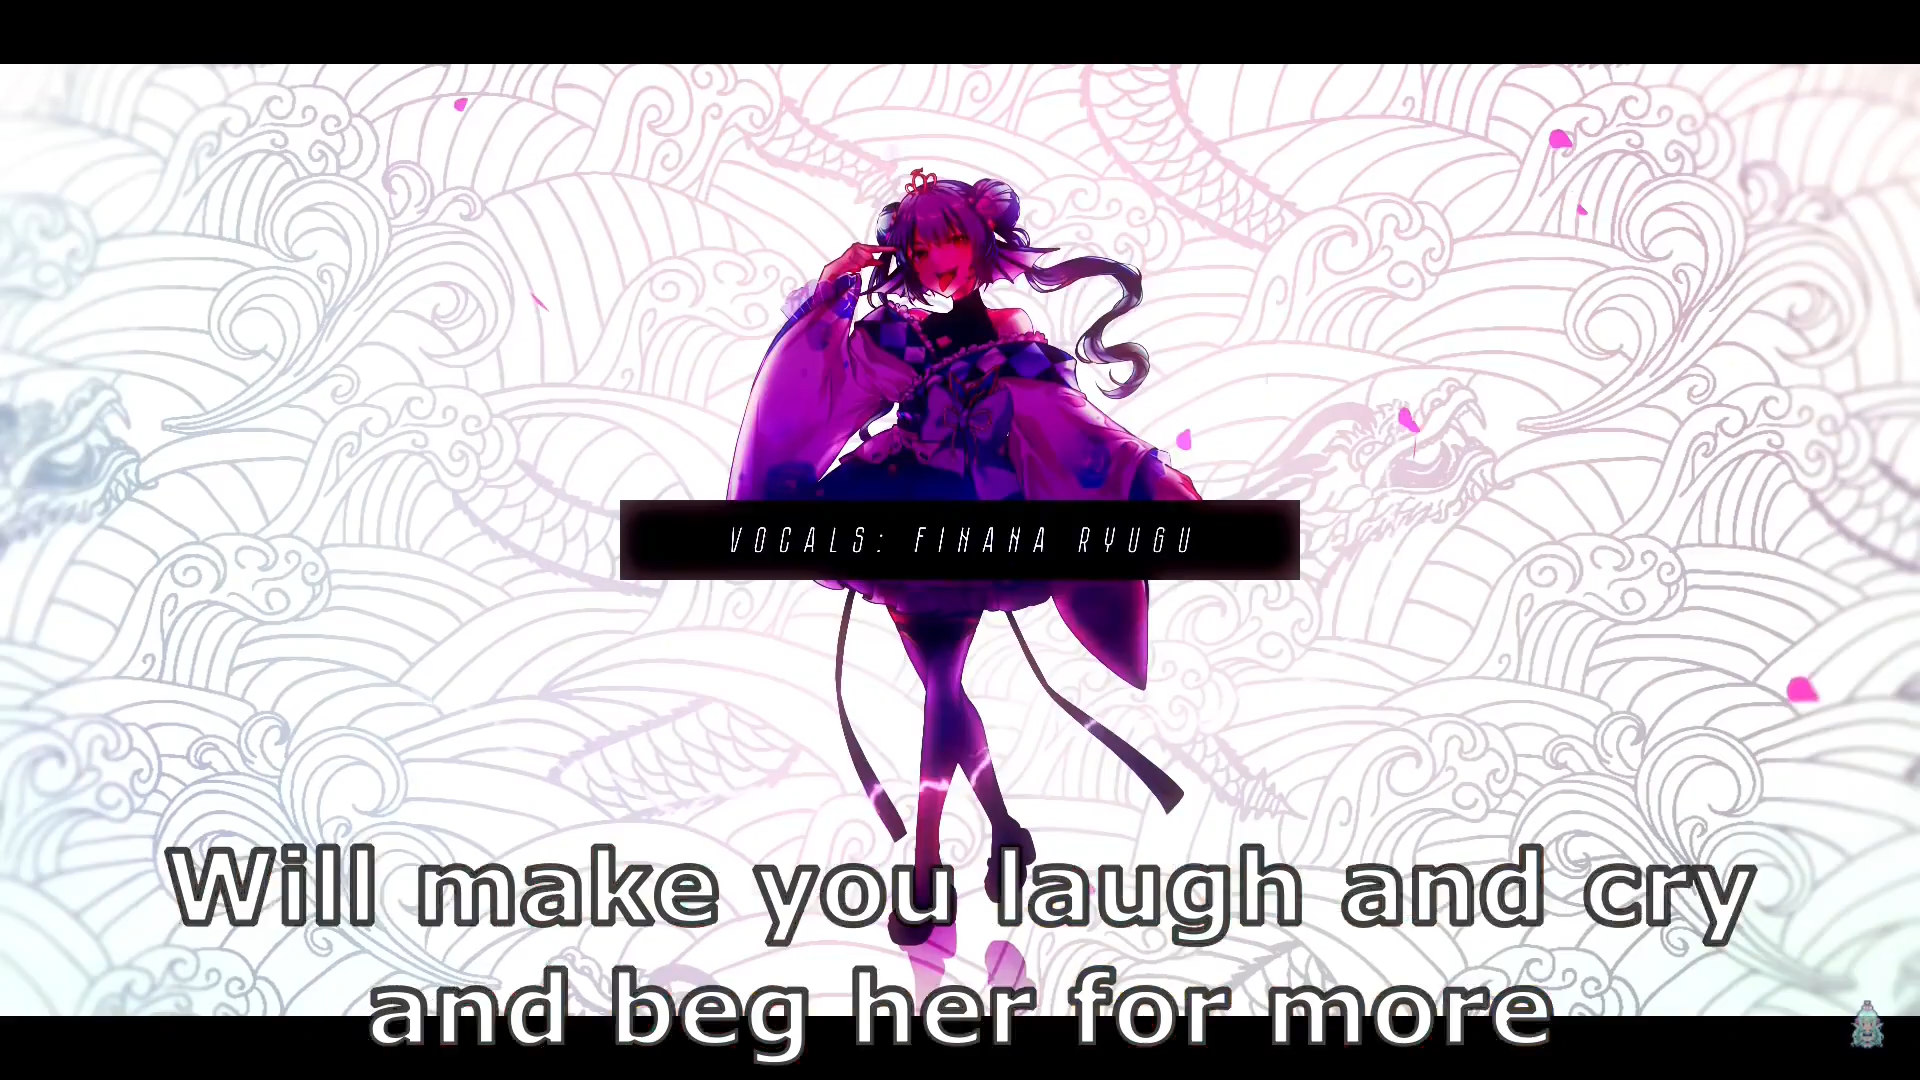 VOCALS: FINANA RYUGU
Will make you laugh and cry
and beg her for more